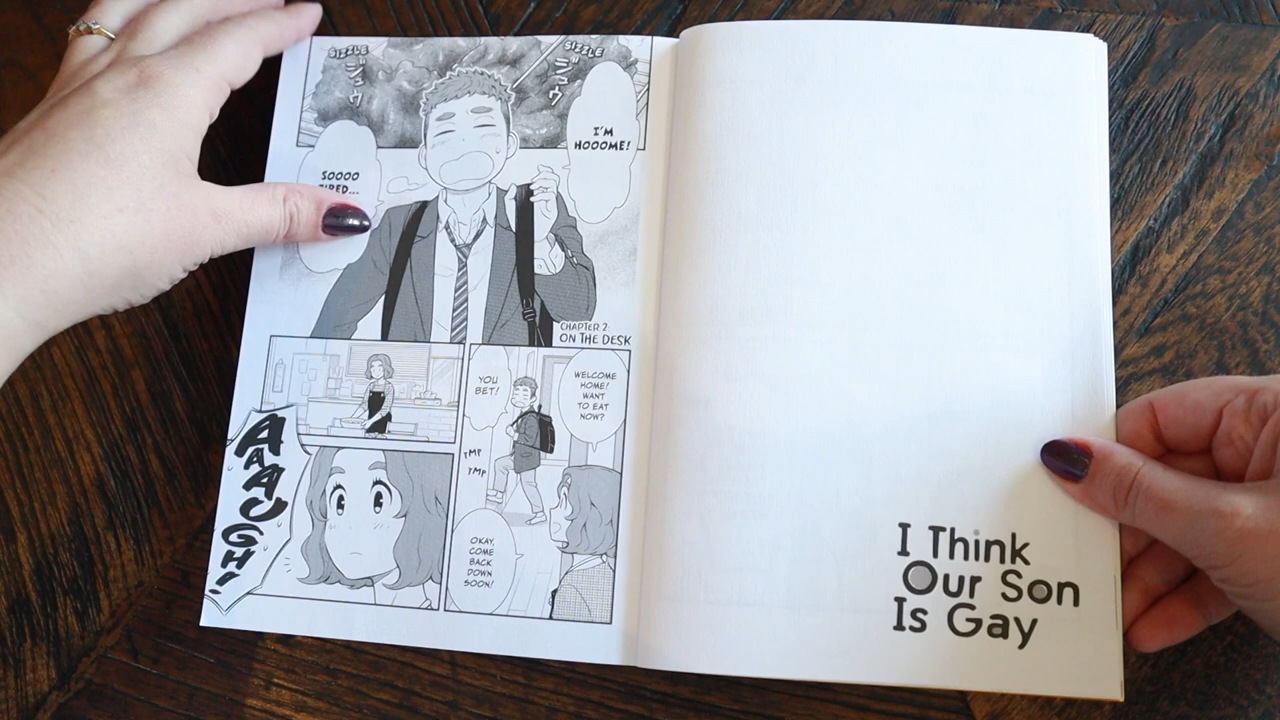 SIZZLE
ジュウ
SIZZLE
ジュウ
I'M
HOOOME!
SOOOO
TIRED...
CHAPTER 2:
ON THE DESK
WELCOME
HOME!
WANT
TO EAT
NOW?
YOU
BET!
TMP
TMP
OKAY,
COME
BACK
DOWN
SOON!
AAAUGH!
I Think
Our Son
Is Gay